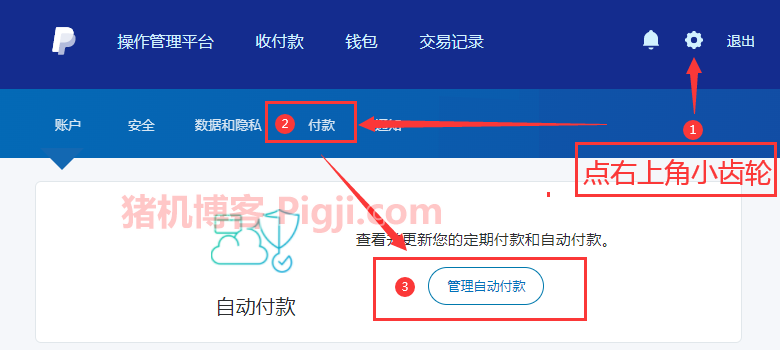 操作管理平台 收付款 钱包 交易记录 退出
账户 安全 数据和隐私 2 付款 通知 1
点右上角小齿轮
猪机博客 Pigji.com
查看并更新您的定期付款和自动付款。
3 管理自动付款
自动付款